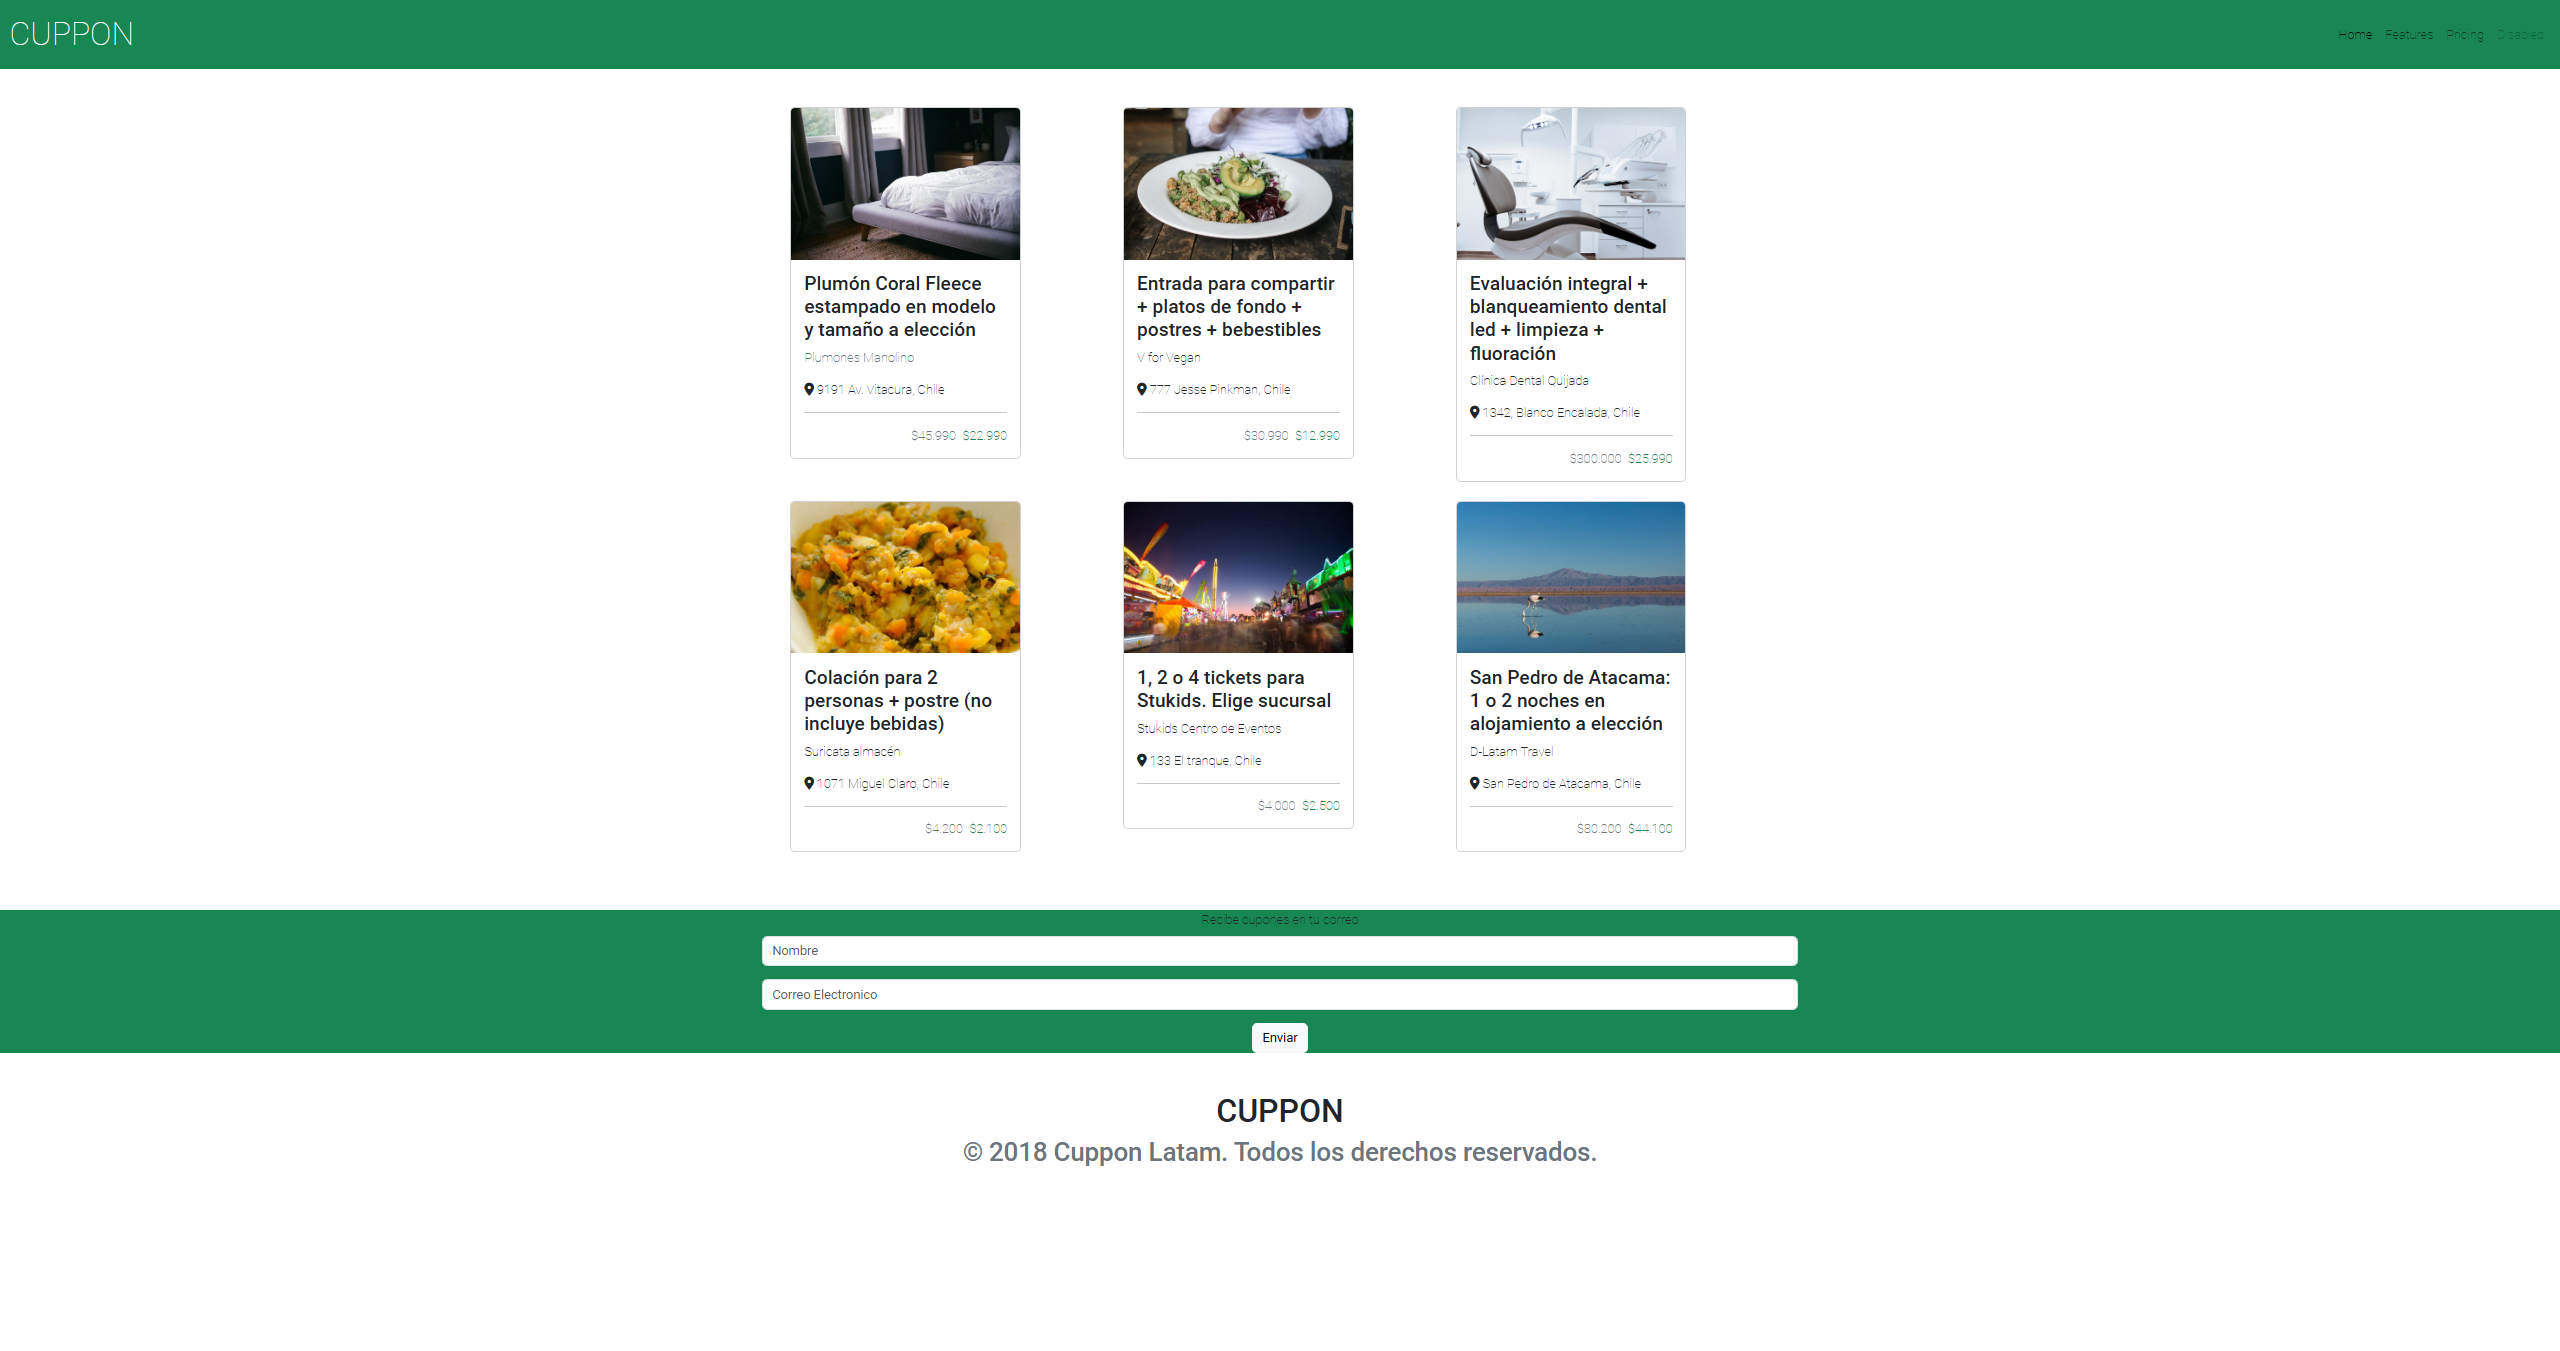 CUPPON
Home Features Pricing Disabled
Plumón Coral Fleece
estampado en modelo
y tamaño a elección
Plumones Manolino
9191 Av. Vitacura, Chile
$45.990 $22.990
Entrada para compartir
+ platos de fondo +
postres + bebestibles
V for Vegan
777 Jesse Pinkman, Chile
$30.990 $12.990
Evaluación integral +
blanqueamiento dental
led + limpieza +
fluoración
Clínica Dental Quijada
1342, Blanco Encalada, Chile
$300.000 $25.990
Colación para 2
personas + postre (no
incluye bebidas)
Suricata almacén
1071 Miguel Claro, Chile
$4.200 $2.100
1, 2 o 4 tickets para
Stukids. Elige sucursal
Stukids Centro de Eventos
133 El tranque, Chile
$4.000 $2.500
San Pedro de Atacama:
1 o 2 noches en
alojamiento a elección
D-Latam Travel
San Pedro de Atacama, Chile
$80.200 $44.100
Recibe cupones en tu correo
Nombre
Correo Electronico
Enviar
CUPPON
© 2018 Cuppon Latam. Todos los derechos reservados.